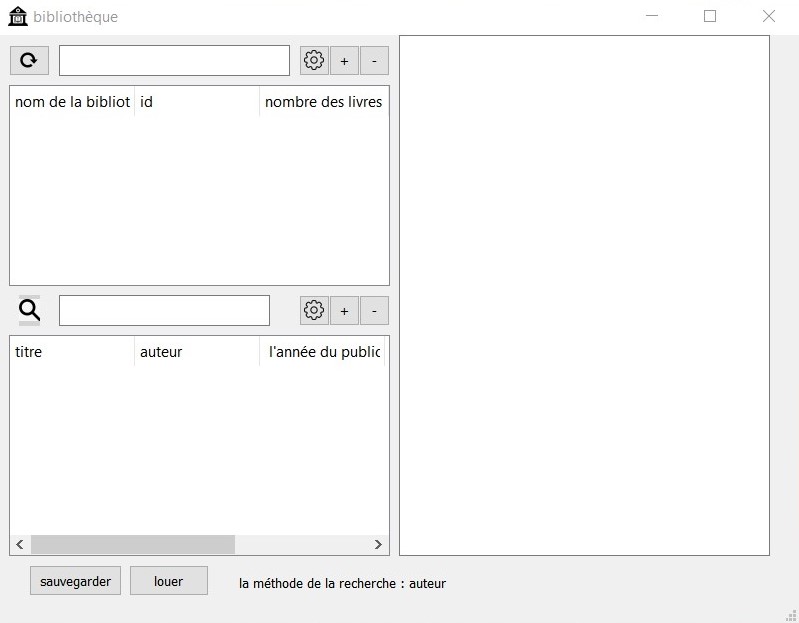 bibliothèque
+ -
nom de la bibliot id nombre des livres
+ -
titre auteur l'année du public
sauvegarder louer la méthode de la recherche : auteur